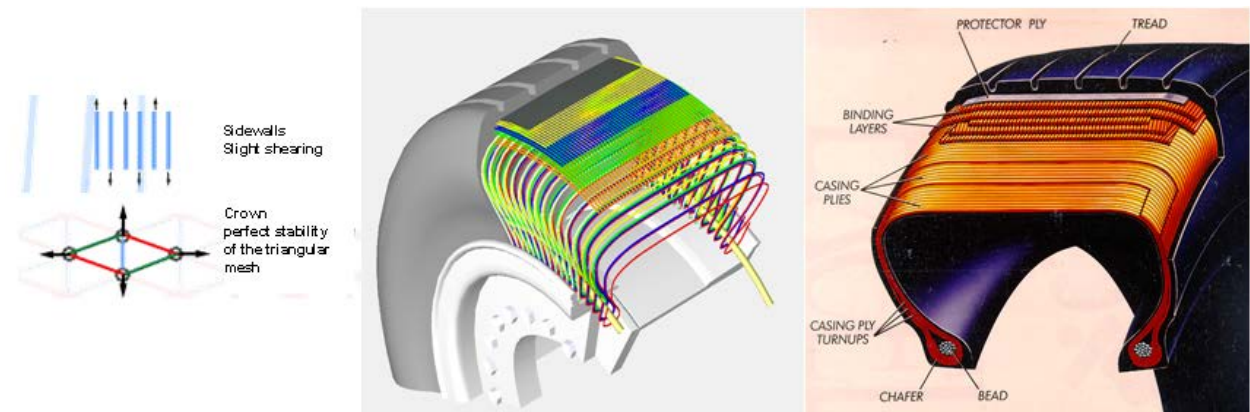 Sidewalls
Slight shearing
Crown
perfect stability
of the triangular
mesh
PROTECTOR PLY
TREAD
BINDING
LAYERS
CASING
PLIES
CASING PLY
TURNUPS
CHAFER
BEAD